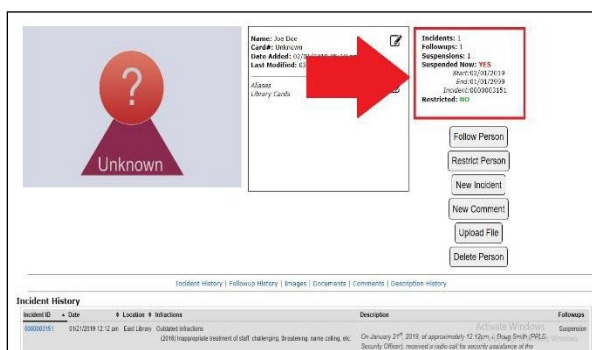 ?
Unknown
Name: Joe Doe
Card#: Unknown
Date Added: 02/
Last Modified: 02
Aliases
Library Cards
Incidents: 1
Followups: 1
Suspensions: 1
Suspended Now: YES
Start:02/01/2019
End:01/01/2999
Incident:0000003151
Restricted: NO
Follow Person
Restrict Person
New Incident
New Comment
Upload File
Delete Person
Incident History | Followup History | Images | Documents | Comments | Description History
Incident History
Incident ID Date Location Infractions Description Followups
0000003151 01/21/2019 12:12 pm East Library Outdated Infractions Suspension
(2016) Inappropriate treatment of staff: challenging, threatening, name calling, etc.
On January 21st, 2019, at approximately 12:12pm, I, Doug Smith (PPLD
Security Officer), received a radio call for security assistance at the
Activate Windows